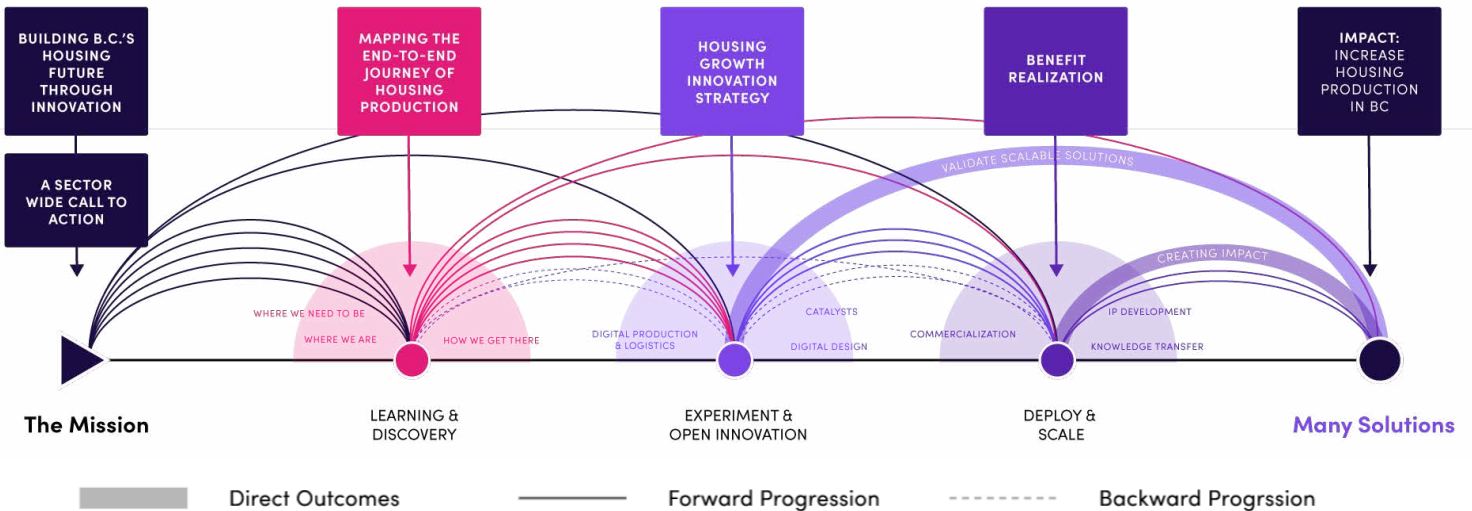 BUILDING B.C.'S
HOUSING
FUTURE
THROUGH
INNOVATION
A SECTOR
WIDE CALL TO
ACTION
MAPPING THE
END-TO-END
JOURNEY OF
HOUSING
PRODUCTION
HOUSING
GROWTH
INNOVATION
STRATEGY
BENEFIT
REALIZATION
IMPACT:
INCREASE
HOUSING
PRODUCTION
IN BC
VALIDATE SCALABLE SOLUTIONS
CREATING IMPACT
WHERE WE NEED TO BE
WHERE WE ARE
HOW WE GET THERE
DIGITAL PRODUCTION
& LOGISTICS
CATALYSTS
DIGITAL DESIGN
COMMERCIALIZATION
IP DEVELOPMENT
KNOWLEDGE TRANSFER
The Mission
LEARNING &
DISCOVERY
EXPERIMENT &
OPEN INNOVATION
DEPLOY &
SCALE
Many Solutions
Direct Outcomes
Forward Progression
Backward Progrssion